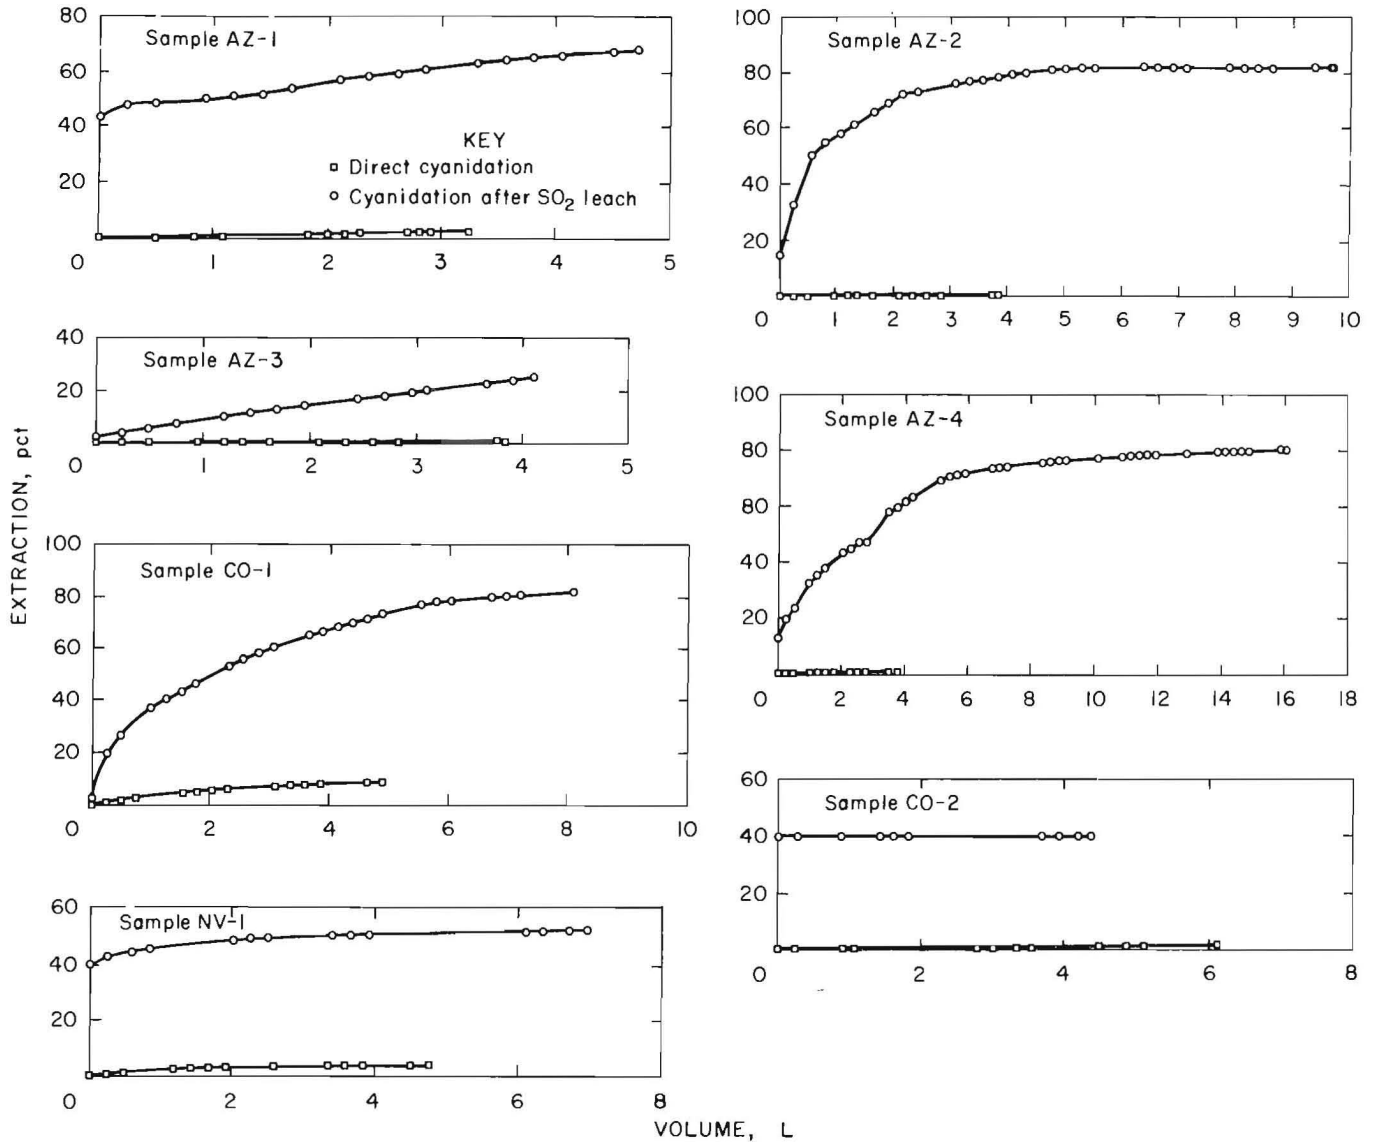 80
60
40
20
0
Sample AZ-1
KEY
Direct cyanidation
Cyanidation after SO₂ leach
1 2 3 4 5
100
80
60
40
20
0
Sample AZ-2
1 2 3 4 5 6 7 8 9 10
40
20
0
Sample AZ-3
1 2 3 4 5
100
80
60
40
20
0
Sample AZ-4
2 4 6 8 10 12 14 16 18
100
80
60
40
20
0
Sample CO-1
2 4 6 8 10
60
40
20
0
Sample CO-2
2 4 6 8
60
40
20
0
Sample NV-1
2 4 6 8
EXTRACTION, pct
VOLUME, L